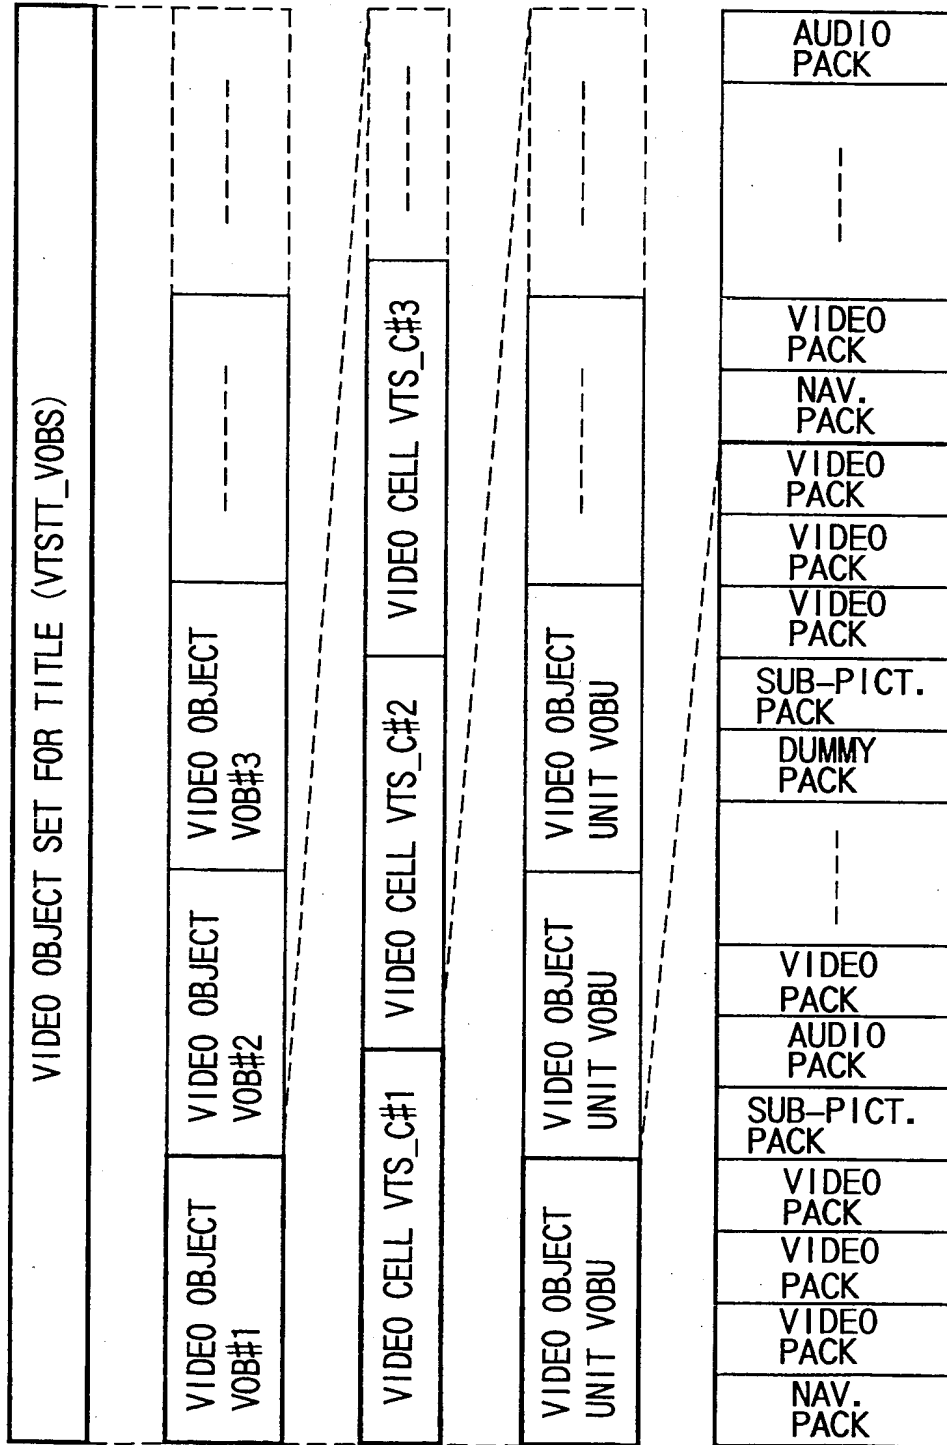 VIDEO OBJECT SET FOR TITLE (VTSTT_VOBS)
VIDEO OBJECT
VOB#1
VIDEO OBJECT
VOB#2
VIDEO OBJECT
VOB#3
VIDEO CELL VTS_C#1
VIDEO CELL VTS_C#2
VIDEO CELL VTS_C#3
VIDEO OBJECT
UNIT VOBU
VIDEO OBJECT
UNIT VOBU
VIDEO OBJECT
UNIT VOBU
AUDIO
PACK
VIDEO
PACK
NAV.
PACK
VIDEO
PACK
VIDEO
PACK
VIDEO
PACK
SUB-PICT.
PACK
DUMMY
PACK
VIDEO
PACK
AUDIO
PACK
SUB-PICT.
PACK
VIDEO
PACK
VIDEO
PACK
VIDEO
PACK
NAV.
PACK